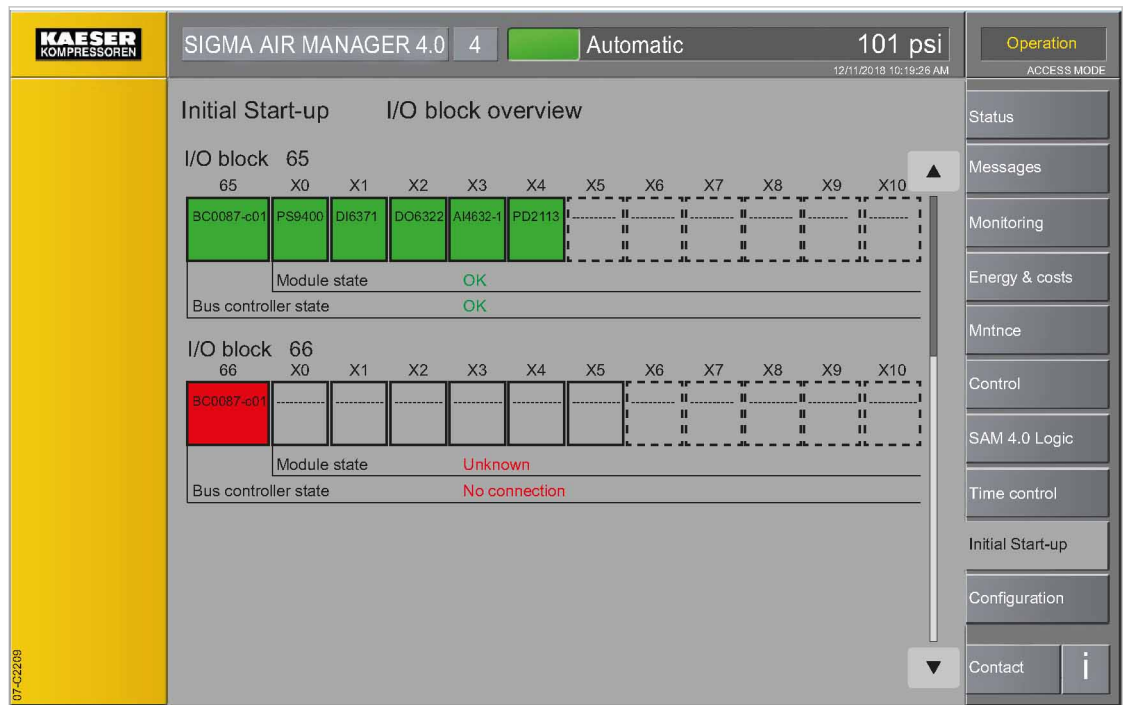 KAESER
KOMPRESSOREN
SIGMA AIR MANAGER 4.0 4 Automatic 101 psi
12/11/2018 10:19:26 AM
Operation
ACCESS MODE
Initial Start-up I/O block overview
I/O block 65
65 X0 X1 X2 X3 X4 X5 X6 X7 X8 X9 X10
BC0087-c01 PS9400 DI6371 DO6322 AI4632-1 PD2113 -------- -------- -------- -------- -------- --------
Module state OK
Bus controller state OK
I/O block 66
66 X0 X1 X2 X3 X4 X5 X6 X7 X8 X9 X10
BC0087-c01 -------- -------- -------- -------- -------- -------- -------- -------- -------- -------- --------
Module state Unknown
Bus controller state No connection
Status
Messages
Monitoring
Energy & costs
Mntnce
Control
SAM 4.0 Logic
Time control
Initial Start-up
Configuration
Contact i
07-C2209